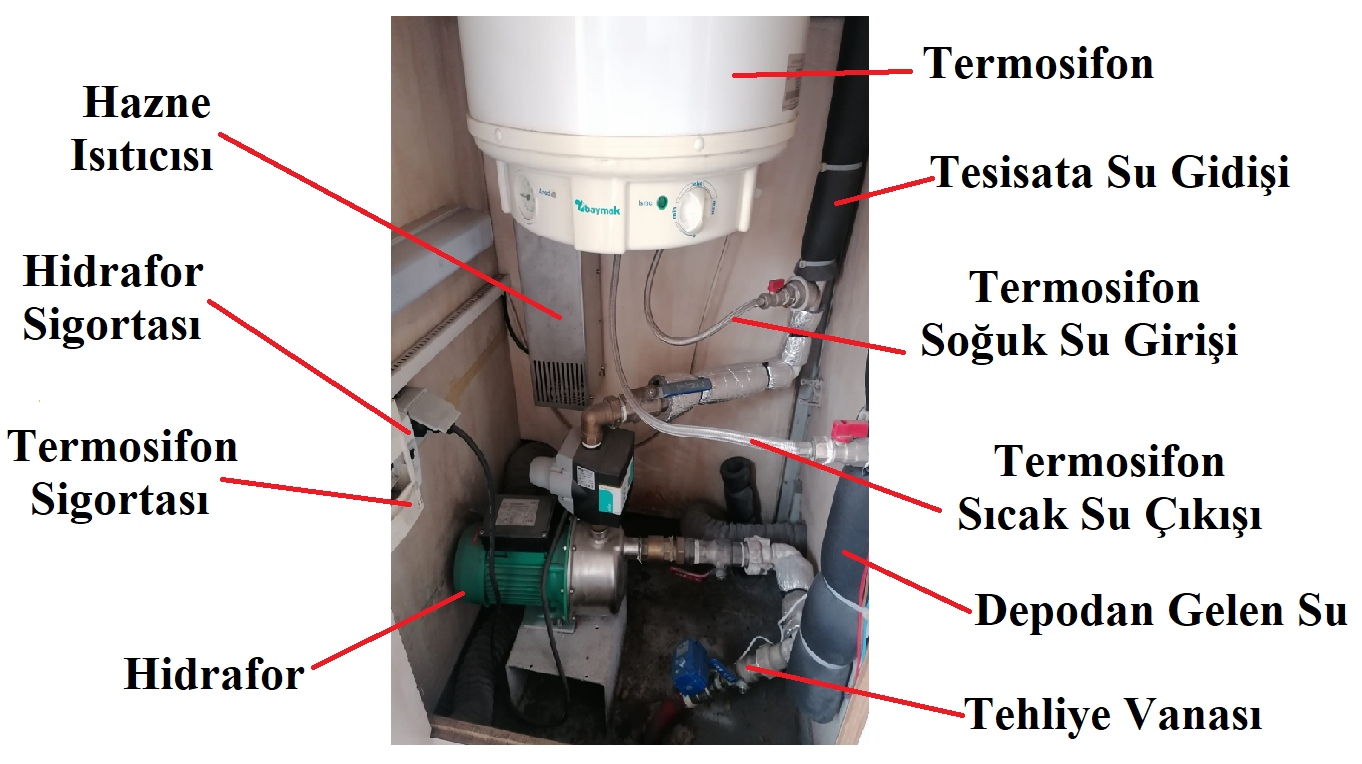 Hazne
Isıtıcısı
Hidrafor
Sigortası
Termosifon
Sigortası
Hidrafor
Termosifon
Tesisata Su Gidişi
Termosifon
Soğuk Su Girişi
Termosifon
Sıcak Su Çıkışı
Depodan Gelen Su
Tehliye Vanası
baymak
min